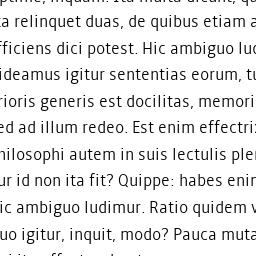 ta relinquet duas, de quibus etiam a
fficiens dici potest. Hic ambiguo lud
ideamus igitur sententias eorum, tu
rioris generis est docilitas, memori
ed ad illum redeo. Est enim effectrix
hilosophi autem in suis lectulis ple
ur id non ita fit? Quippe: habes enim
ic ambiguo ludimur. Ratio quidem v
uo igitur, inquit, modo? Pauca muta